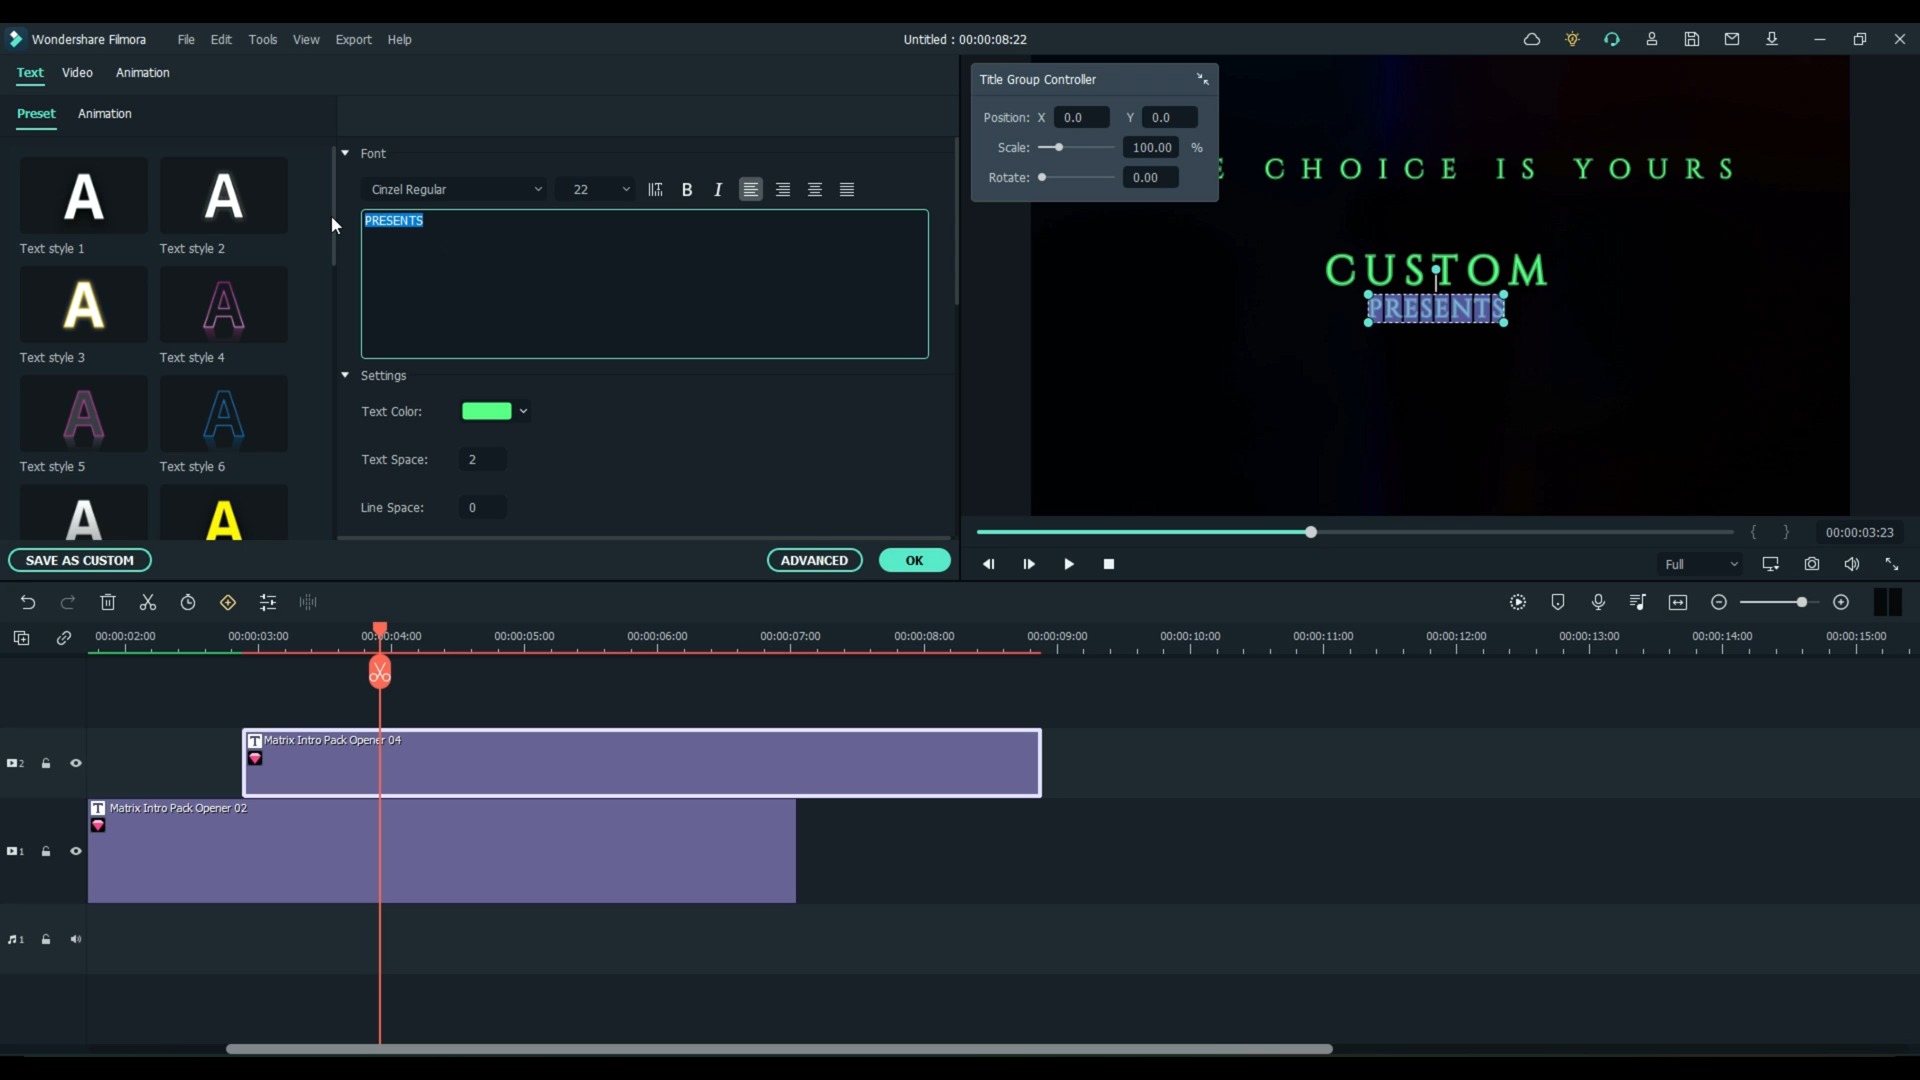 Wondershare Filmora File Edit Tools View Export Help Untitled : 00:00:08:22
Text Video Animation
Preset Animation
Text style 1 Text style 2
Text style 3 Text style 4
Text style 5 Text style 6
Font
Cinzel Regular 22 B I
PRESENTS
Settings
Text Color:
Text Space: 2
Line Space: 0
SAVE AS CUSTOM ADVANCED OK
Title Group Controller
Position: X 0.0 Y 0.0
Scale: 100.00 %
Rotate: 0.00
CHOICE IS YOURS
CUSTOM
PRESENTS
{ } 00:00:03:23
Full
00:00:02:00 00:00:03:00 00:00:04:00 00:00:05:00 00:00:06:00 00:00:07:00 00:00:08:00 00:00:09:00 00:00:10:00 00:00:11:00 00:00:12:00 00:00:13:00 00:00:14:00 00:00:15:00
T Matrix Intro Pack Opener 04
2
T Matrix Intro Pack Opener 02
1
1